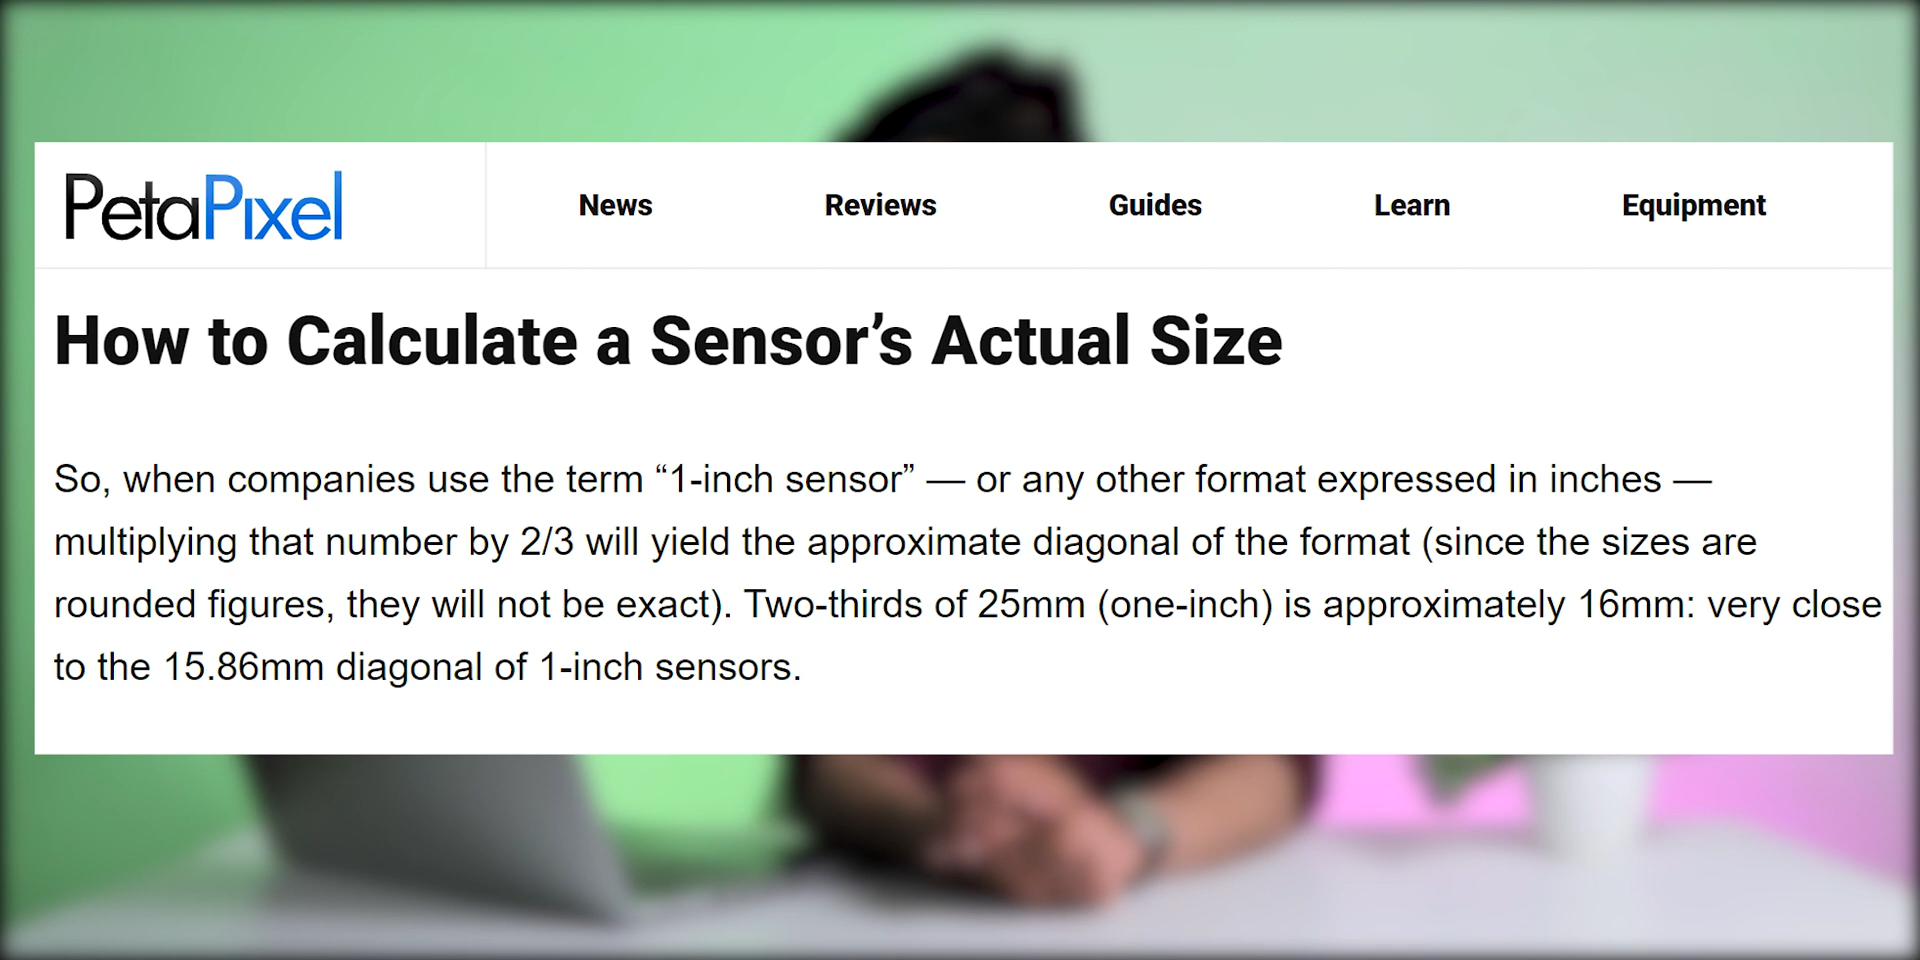 PetaPixel
News
Reviews
Guides
Learn
Equipment
How to Calculate a Sensor’s Actual Size
So, when companies use the term “1-inch sensor” — or any other format expressed in inches —
multiplying that number by 2/3 will yield the approximate diagonal of the format (since the sizes are
rounded figures, they will not be exact). Two-thirds of 25mm (one-inch) is approximately 16mm: very close
to the 15.86mm diagonal of 1-inch sensors.